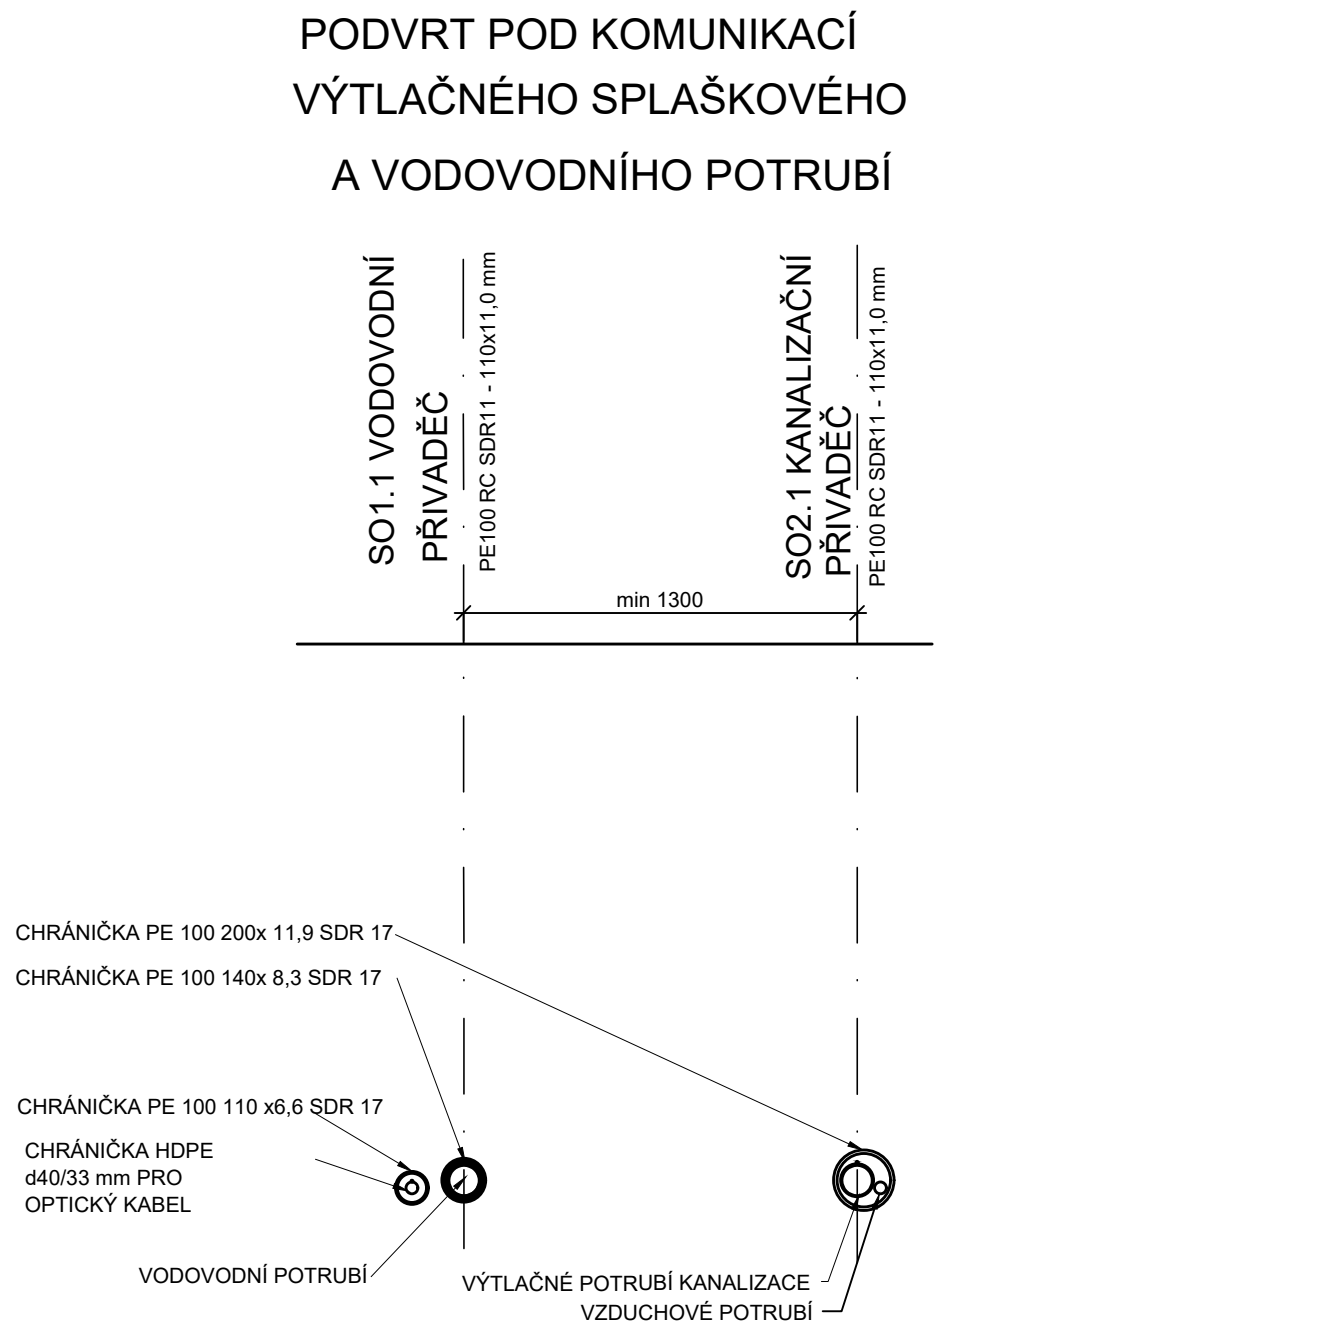 PODVRT POD KOMUNIKACÍ
VÝTLAČNÉHO SPLAŠKOVÉHO
A VODOVODNÍHO POTRUBÍ
SO1.1 VODOVODNÍ
PŘIVADĚČ
PE100 RC SDR11 - 110x11,0 mm
SO2.1 KANALIZAČNÍ
PŘIVADĚČ
PE100 RC SDR11 - 110x11,0 mm
min 1300
CHRÁNIČKA PE 100 200x 11,9 SDR 17
CHRÁNIČKA PE 100 140x 8,3 SDR 17
CHRÁNIČKA PE 100 110 x6,6 SDR 17
CHRÁNIČKA HDPE
d40/33 mm PRO
OPTICKÝ KABEL
VODOVODNÍ POTRUBÍ
VÝTLAČNÉ POTRUBÍ KANALIZACE
VZDUCHOVÉ POTRUBÍ